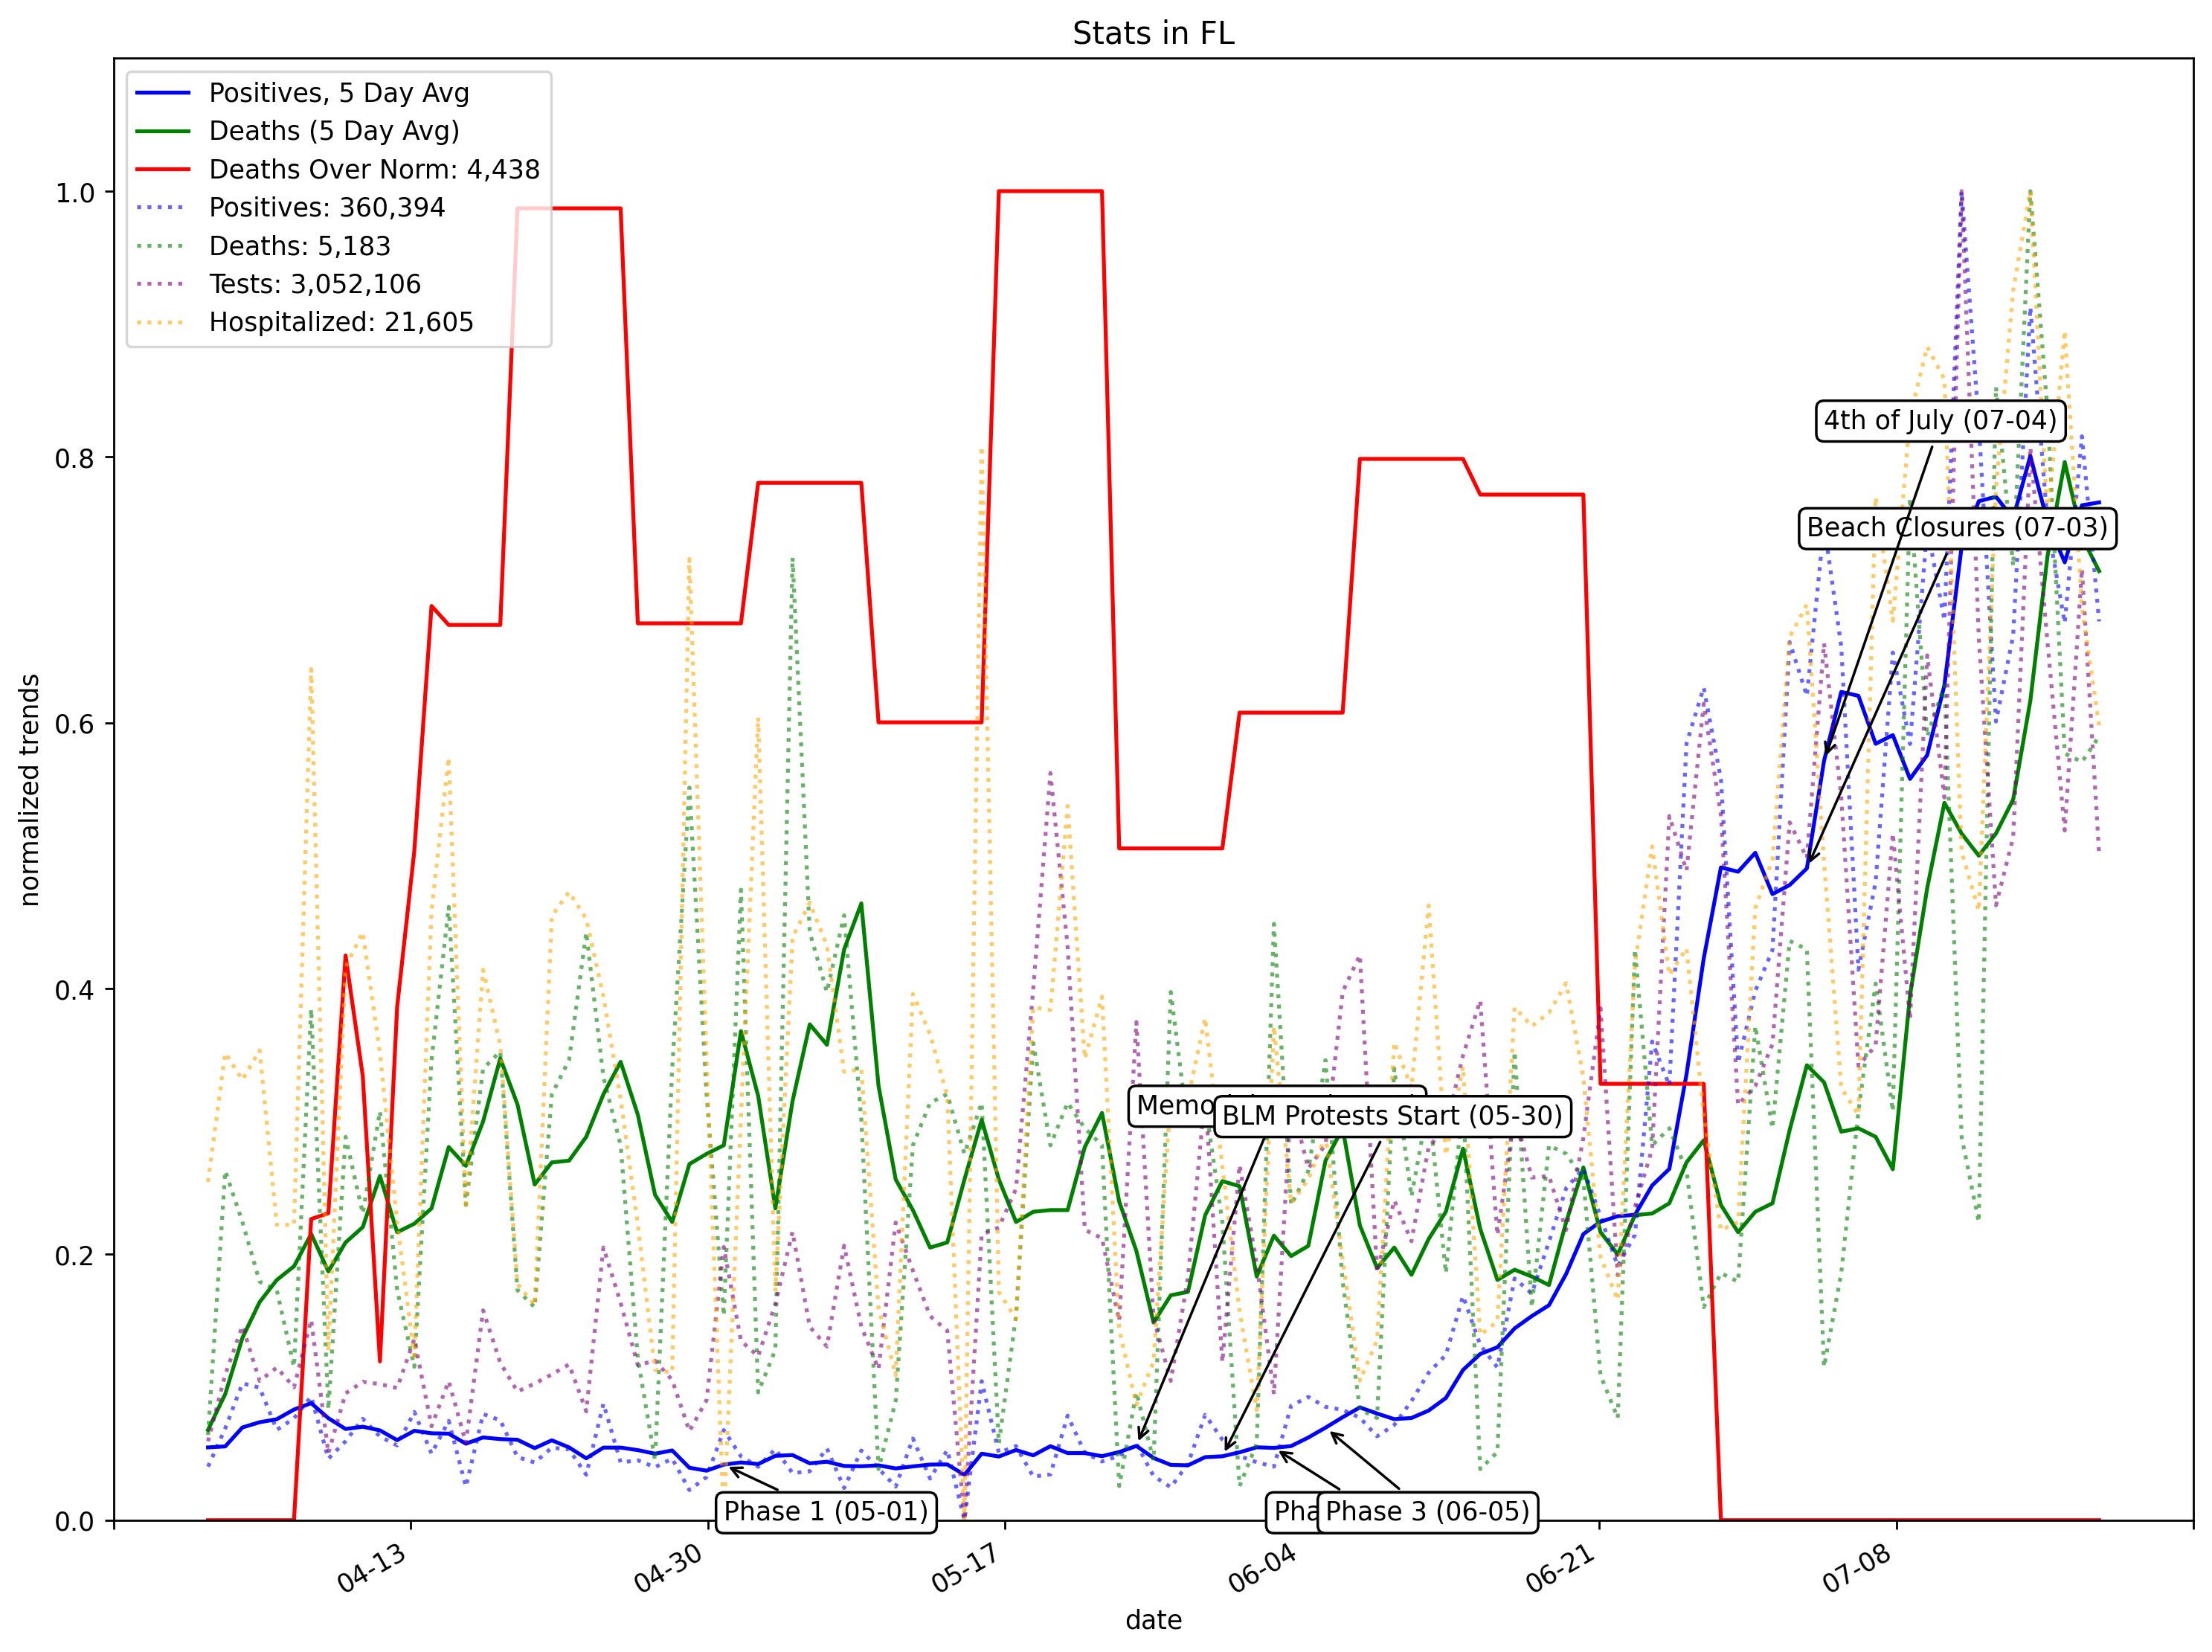 Stats in FL
Positives, 5 Day Avg
Deaths (5 Day Avg)
Deaths Over Norm: 4,438
Positives: 360,394
Deaths: 5,183
Tests: 3,052,106
Hospitalized: 21,605
normalized trends
1.0
0.8
0.6
0.4
0.2
0.0
4th of July (07-04)
Beach Closures (07-03)
BLM Protests Start (05-30)
Phase 1 (05-01)
Phase 3 (06-05)
04-13
04-30
05-17
06-04
06-21
07-08
date